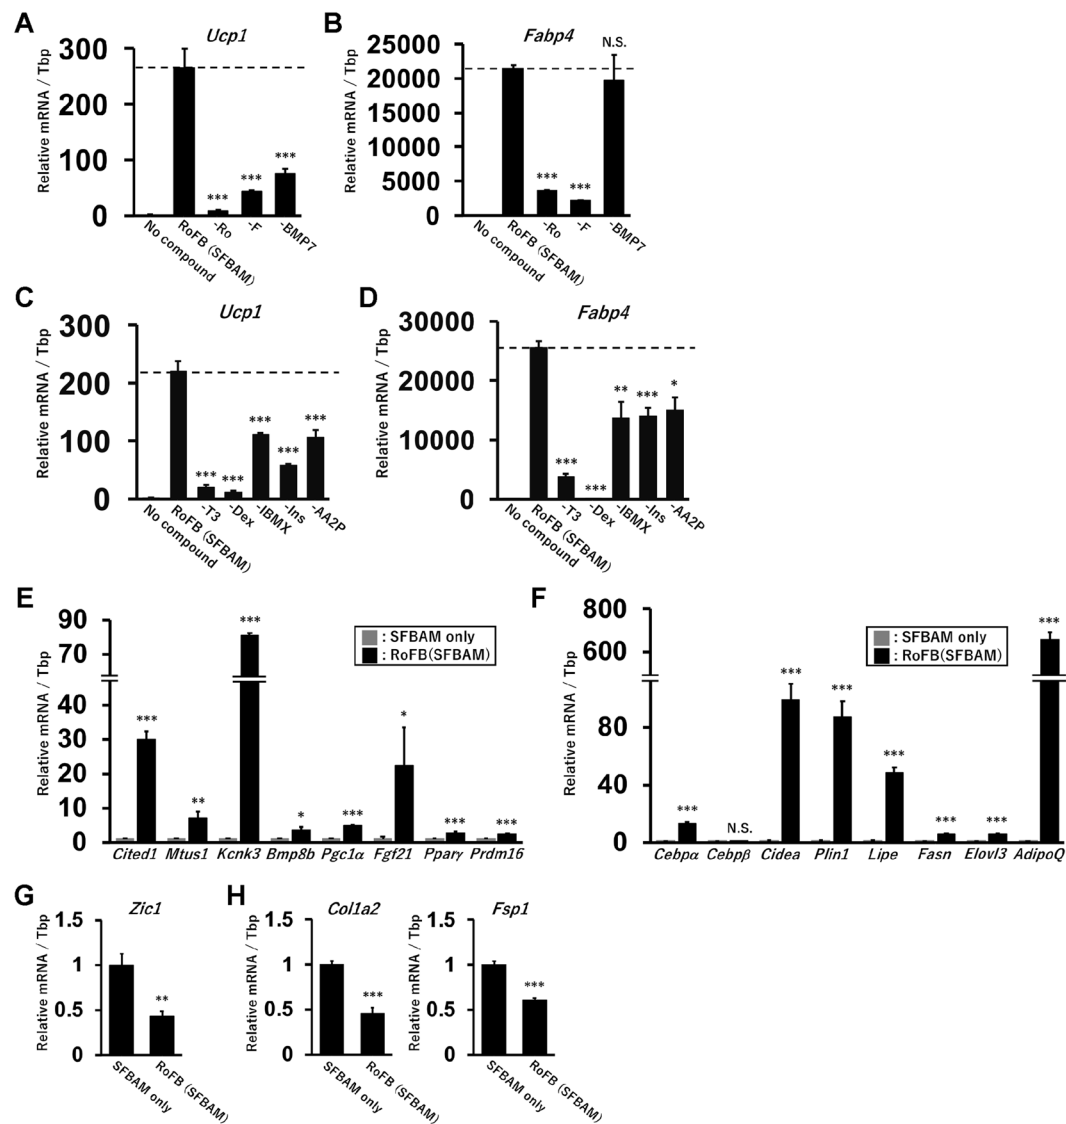 A
Ucp1
Relative mRNA / Tbp
300
200
100
0
***
***
***
No compound
RoFB (SFBAM)
-Ro
-F
-BMP7
B
Fabp4
Relative mRNA / Tbp
25000
20000
15000
10000
5000
0
***
***
N.S.
No compound
RoFB (SFBAM)
-Ro
-F
-BMP7
C
Ucp1
Relative mRNA / Tbp
300
200
100
0
***
***
***
***
***
No compound
RoFB (SFBAM)
-T3
-Dex
-IBMX
-Ins
-AA2P
D
Fabp4
Relative mRNA / Tbp
30000
20000
10000
0
***
***
**
***
*
No compound
RoFB (SFBAM)
-T3
-Dex
-IBMX
-Ins
-AA2P
E
Relative mRNA / Tbp
90
80
70
40
30
20
10
0
: SFBAM only
: RoFB(SFBAM)
***
**
***
*
***
*
***
***
Cited1 Mtus1 Kcnk3 Bmp8b Pgc1α Fgf21 Pparγ Prdm16
F
Relative mRNA / Tbp
800
600
80
40
0
: SFBAM only
: RoFB(SFBAM)
***
N.S.
***
***
***
***
***
***
Cebpα Cebpβ Cidea Plin1 Lipe Fasn Elovl3 AdipoQ
G
Zic1
Relative mRNA / Tbp
1.5
1
0.5
0
**
SFBAM only
RoFB (SFBAM)
H
Col1a2
Relative mRNA / Tbp
1.5
1
0.5
0
***
SFBAM only
RoFB (SFBAM)
Fsp1
Relative mRNA / Tbp
1.5
1
0.5
0
***
SFBAM only
RoFB (SFBAM)